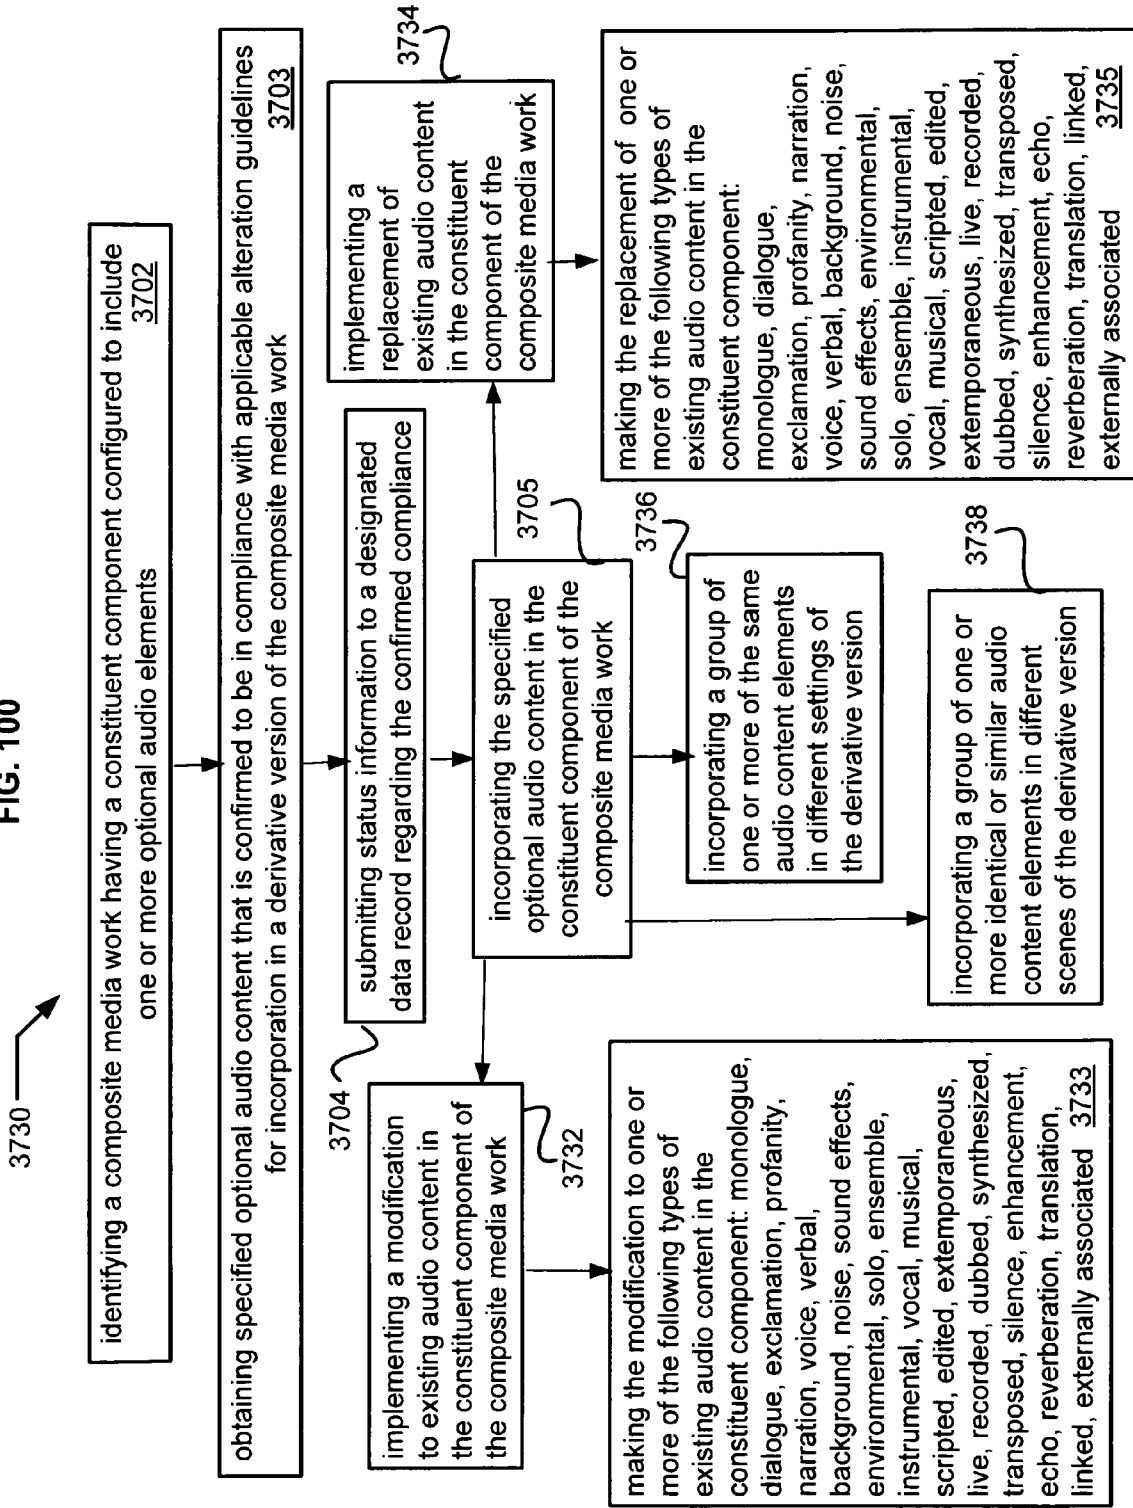 FIG. 100
3730
identifying a composite media work having a constituent component configured to include
one or more optional audio elements
3702
obtaining specified optional audio content that is confirmed to be in compliance with applicable alteration guidelines
for incorporation in a derivative version of the composite media work
3703
3704
submitting status information to a designated
data record regarding the confirmed compliance
incorporating the specified
optional audio content in the
constituent component of the
composite media work
3705
implementing a modification
to existing audio content in
the constituent component of
the composite media work
3732
making the modification to one or
more of the following types of
existing audio content in the
constituent component: monologue,
dialogue, exclamation, profanity,
narration, voice, verbal,
background, noise, sound effects,
environmental, solo, ensemble,
instrumental, vocal, musical,
scripted, edited, extemporaneous,
live, recorded, dubbed, synthesized,
transposed, silence, enhancement,
echo, reverberation, translation,
linked, externally associated 3733
implementing a
replacement of
existing audio content
in the constituent
component of the
composite media work
3734
making the replacement of one or
more of the following types of
existing audio content in the
constituent component:
monologue, dialogue,
exclamation, profanity, narration,
voice, verbal, background, noise,
sound effects, environmental,
solo, ensemble, instrumental,
vocal, musical, scripted, edited,
extemporaneous, live, recorded,
dubbed, synthesized, transposed,
silence, enhancement, echo,
reverberation, translation, linked,
externally associated 3735
incorporating a group of
one or more of the same
audio content elements
in different settings of
the derivative version
3736
incorporating a group of one or
more identical or similar audio
content elements in different
scenes of the derivative version
3738